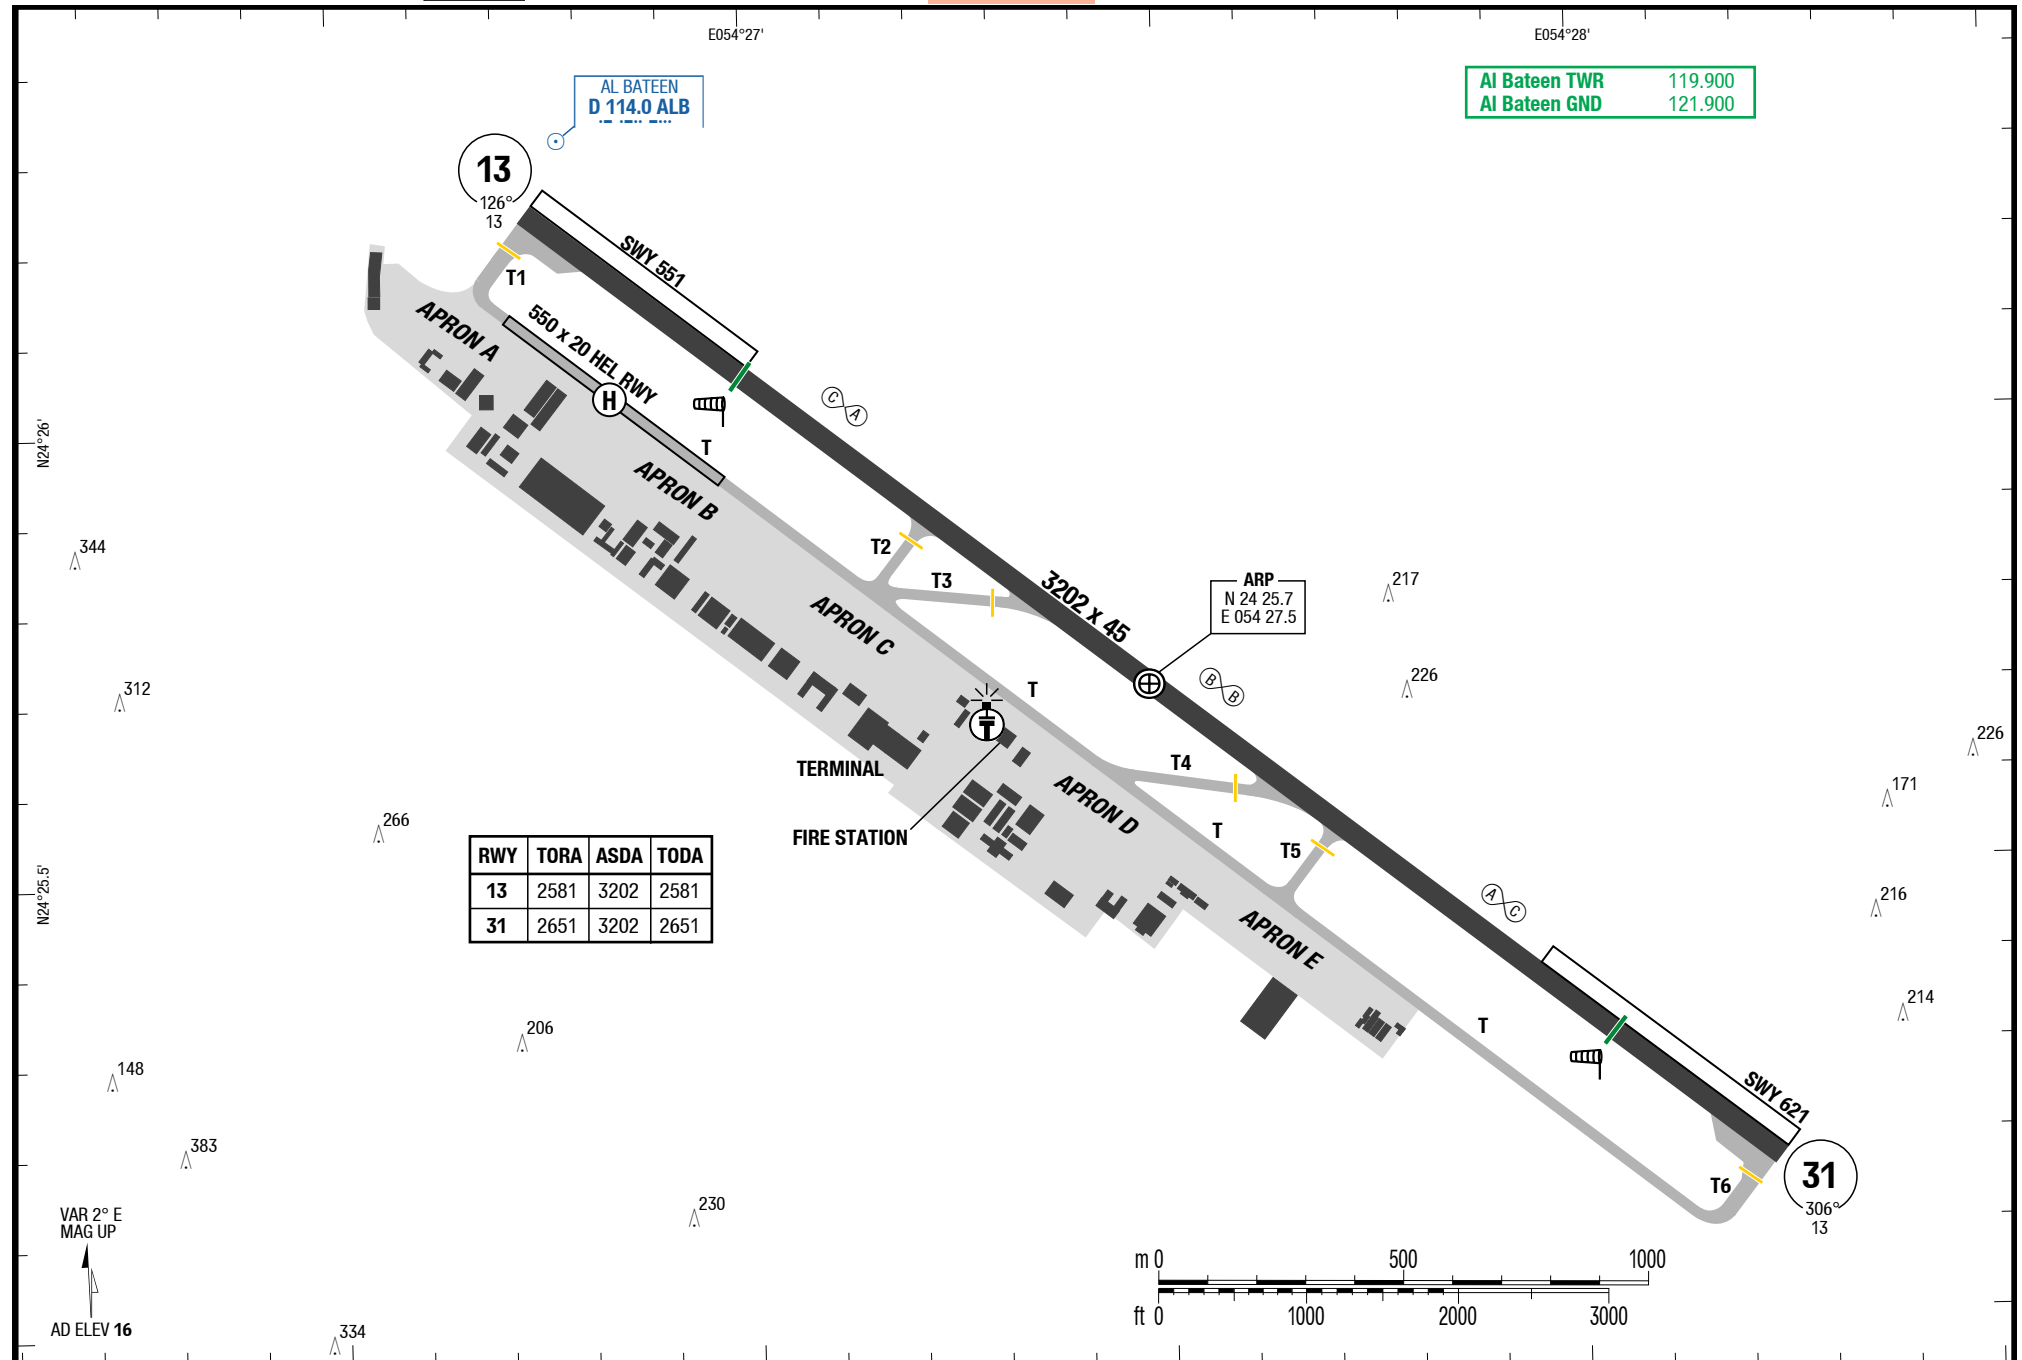 E054°27'
E054°28'
AL BATEEN
D 114.0 ALB
Al Bateen TWR 119.900
Al Bateen GND 121.900
13
126°
13
SWY 551
T1
550 x 20 HEL RWY
APRON A
H
C A
N24°26'
T
APRON B
344
T2
T3
3202 x 45
ARP
N 24 25.7
E 054 27.5
217
APRON C
312
T
B B
226
226
TERMINAL
T4
171
APRON D
266
FIRE STATION
T
T5
RWY TORA ASDA TODA
13 2581 3202 2581
31 2651 3202 2651
N24°25.5'
A C
216
APRON E
214
206
T
148
SWY 621
383
T6
31
306°
13
230
VAR 2° E
MAG UP
m 0 500 1000
ft 0 1000 2000 3000
AD ELEV 16
334